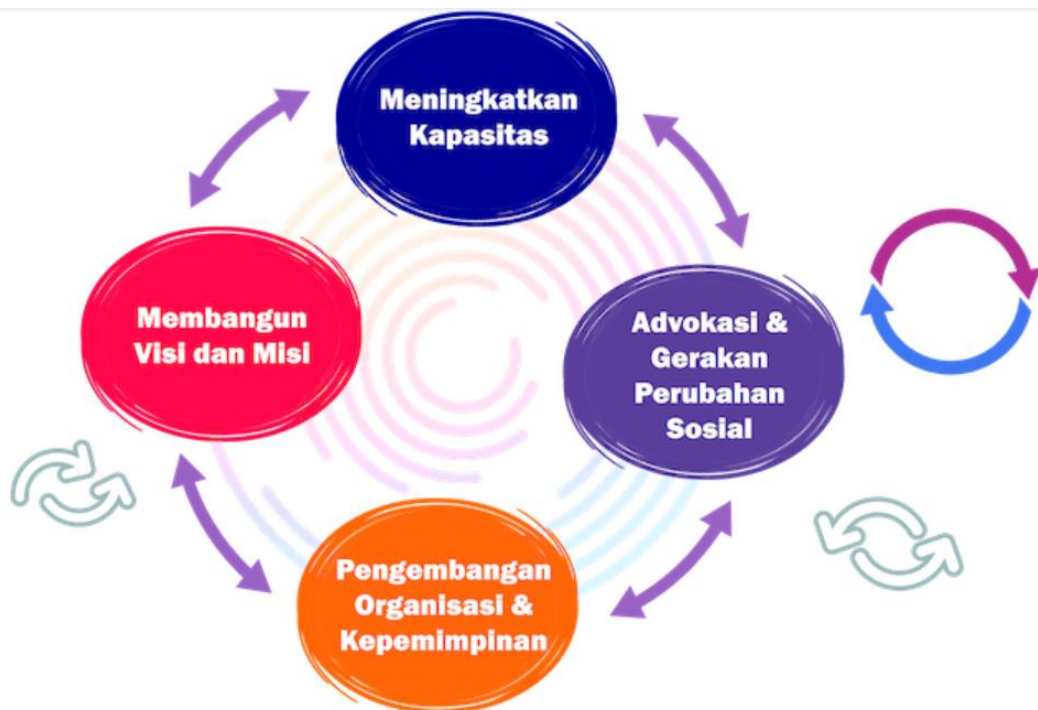 Meningkatkan
Kapasitas
Membangun
Visi dan Misi
Advokasi &
Gerakan
Perubahan
Sosial
Pengembangan
Organisasi &
Kepemimpinan